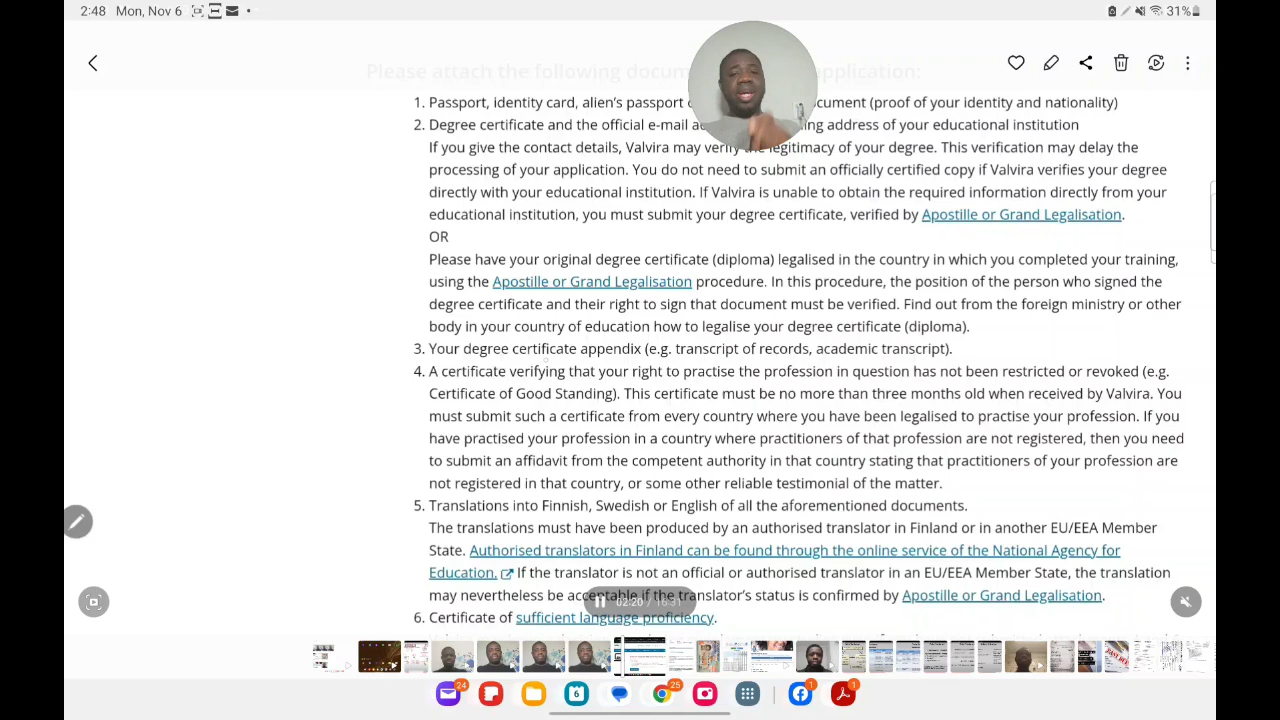 2:48 Mon, Nov 6
31%
Please attach the following docum application:
1. Passport, identity card, alien's passport cument (proof of your identity and nationality)
2. Degree certificate and the official e-mail ng address of your educational institution
If you give the contact details, Valvira may verify the legitimacy of your degree. This verification may delay the
processing of your application. You do not need to submit an officially certified copy if Valvira verifies your degree
directly with your educational institution. If Valvira is unable to obtain the required information directly from your
educational institution, you must submit your degree certificate, verified by Apostille or Grand Legalisation.
OR
Please have your original degree certificate (diploma) legalised in the country in which you completed your training,
using the Apostille or Grand Legalisation procedure. In this procedure, the position of the person who signed the
degree certificate and their right to sign that document must be verified. Find out from the foreign ministry or other
body in your country of education how to legalise your degree certificate (diploma).
3. Your degree certificate appendix (e.g. transcript of records, academic transcript).
4. A certificate verifying that your right to practise the profession in question has not been restricted or revoked (e.g.
Certificate of Good Standing). This certificate must be no more than three months old when received by Valvira. You
must submit such a certificate from every country where you have been legalised to practise your profession. If you
have practised your profession in a country where practitioners of that profession are not registered, then you need
to submit an affidavit from the competent authority in that country stating that practitioners of your profession are
not registered in that country, or some other reliable testimonial of the matter.
5. Translations into Finnish, Swedish or English of all the aforementioned documents.
The translations must have been produced by an authorised translator in Finland or in another EU/EEA Member
State. Authorised translators in Finland can be found through the online service of the National Agency for
Education. If the translator is not an official or authorised translator in an EU/EEA Member State, the translation
may nevertheless be acceptable if the translator's status is confirmed by Apostille or Grand Legalisation.
02:20 / 16:31
6. Certificate of sufficient language proficiency.
24
6
25
1
1